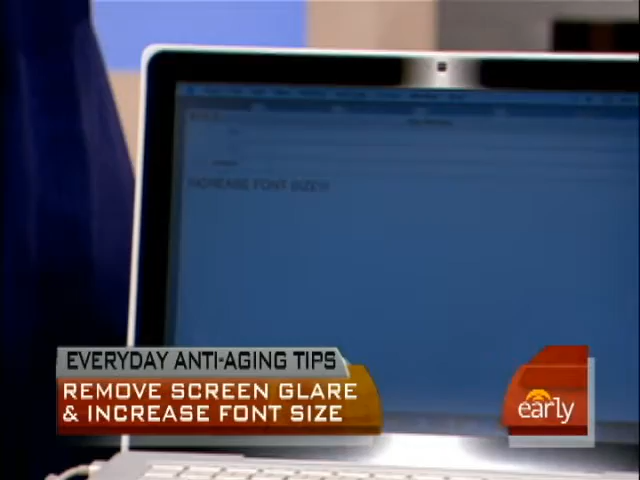 INCREASE FONT SIZE!!
EVERYDAY ANTI-AGING TIPS
REMOVE SCREEN GLARE
& INCREASE FONT SIZE
early